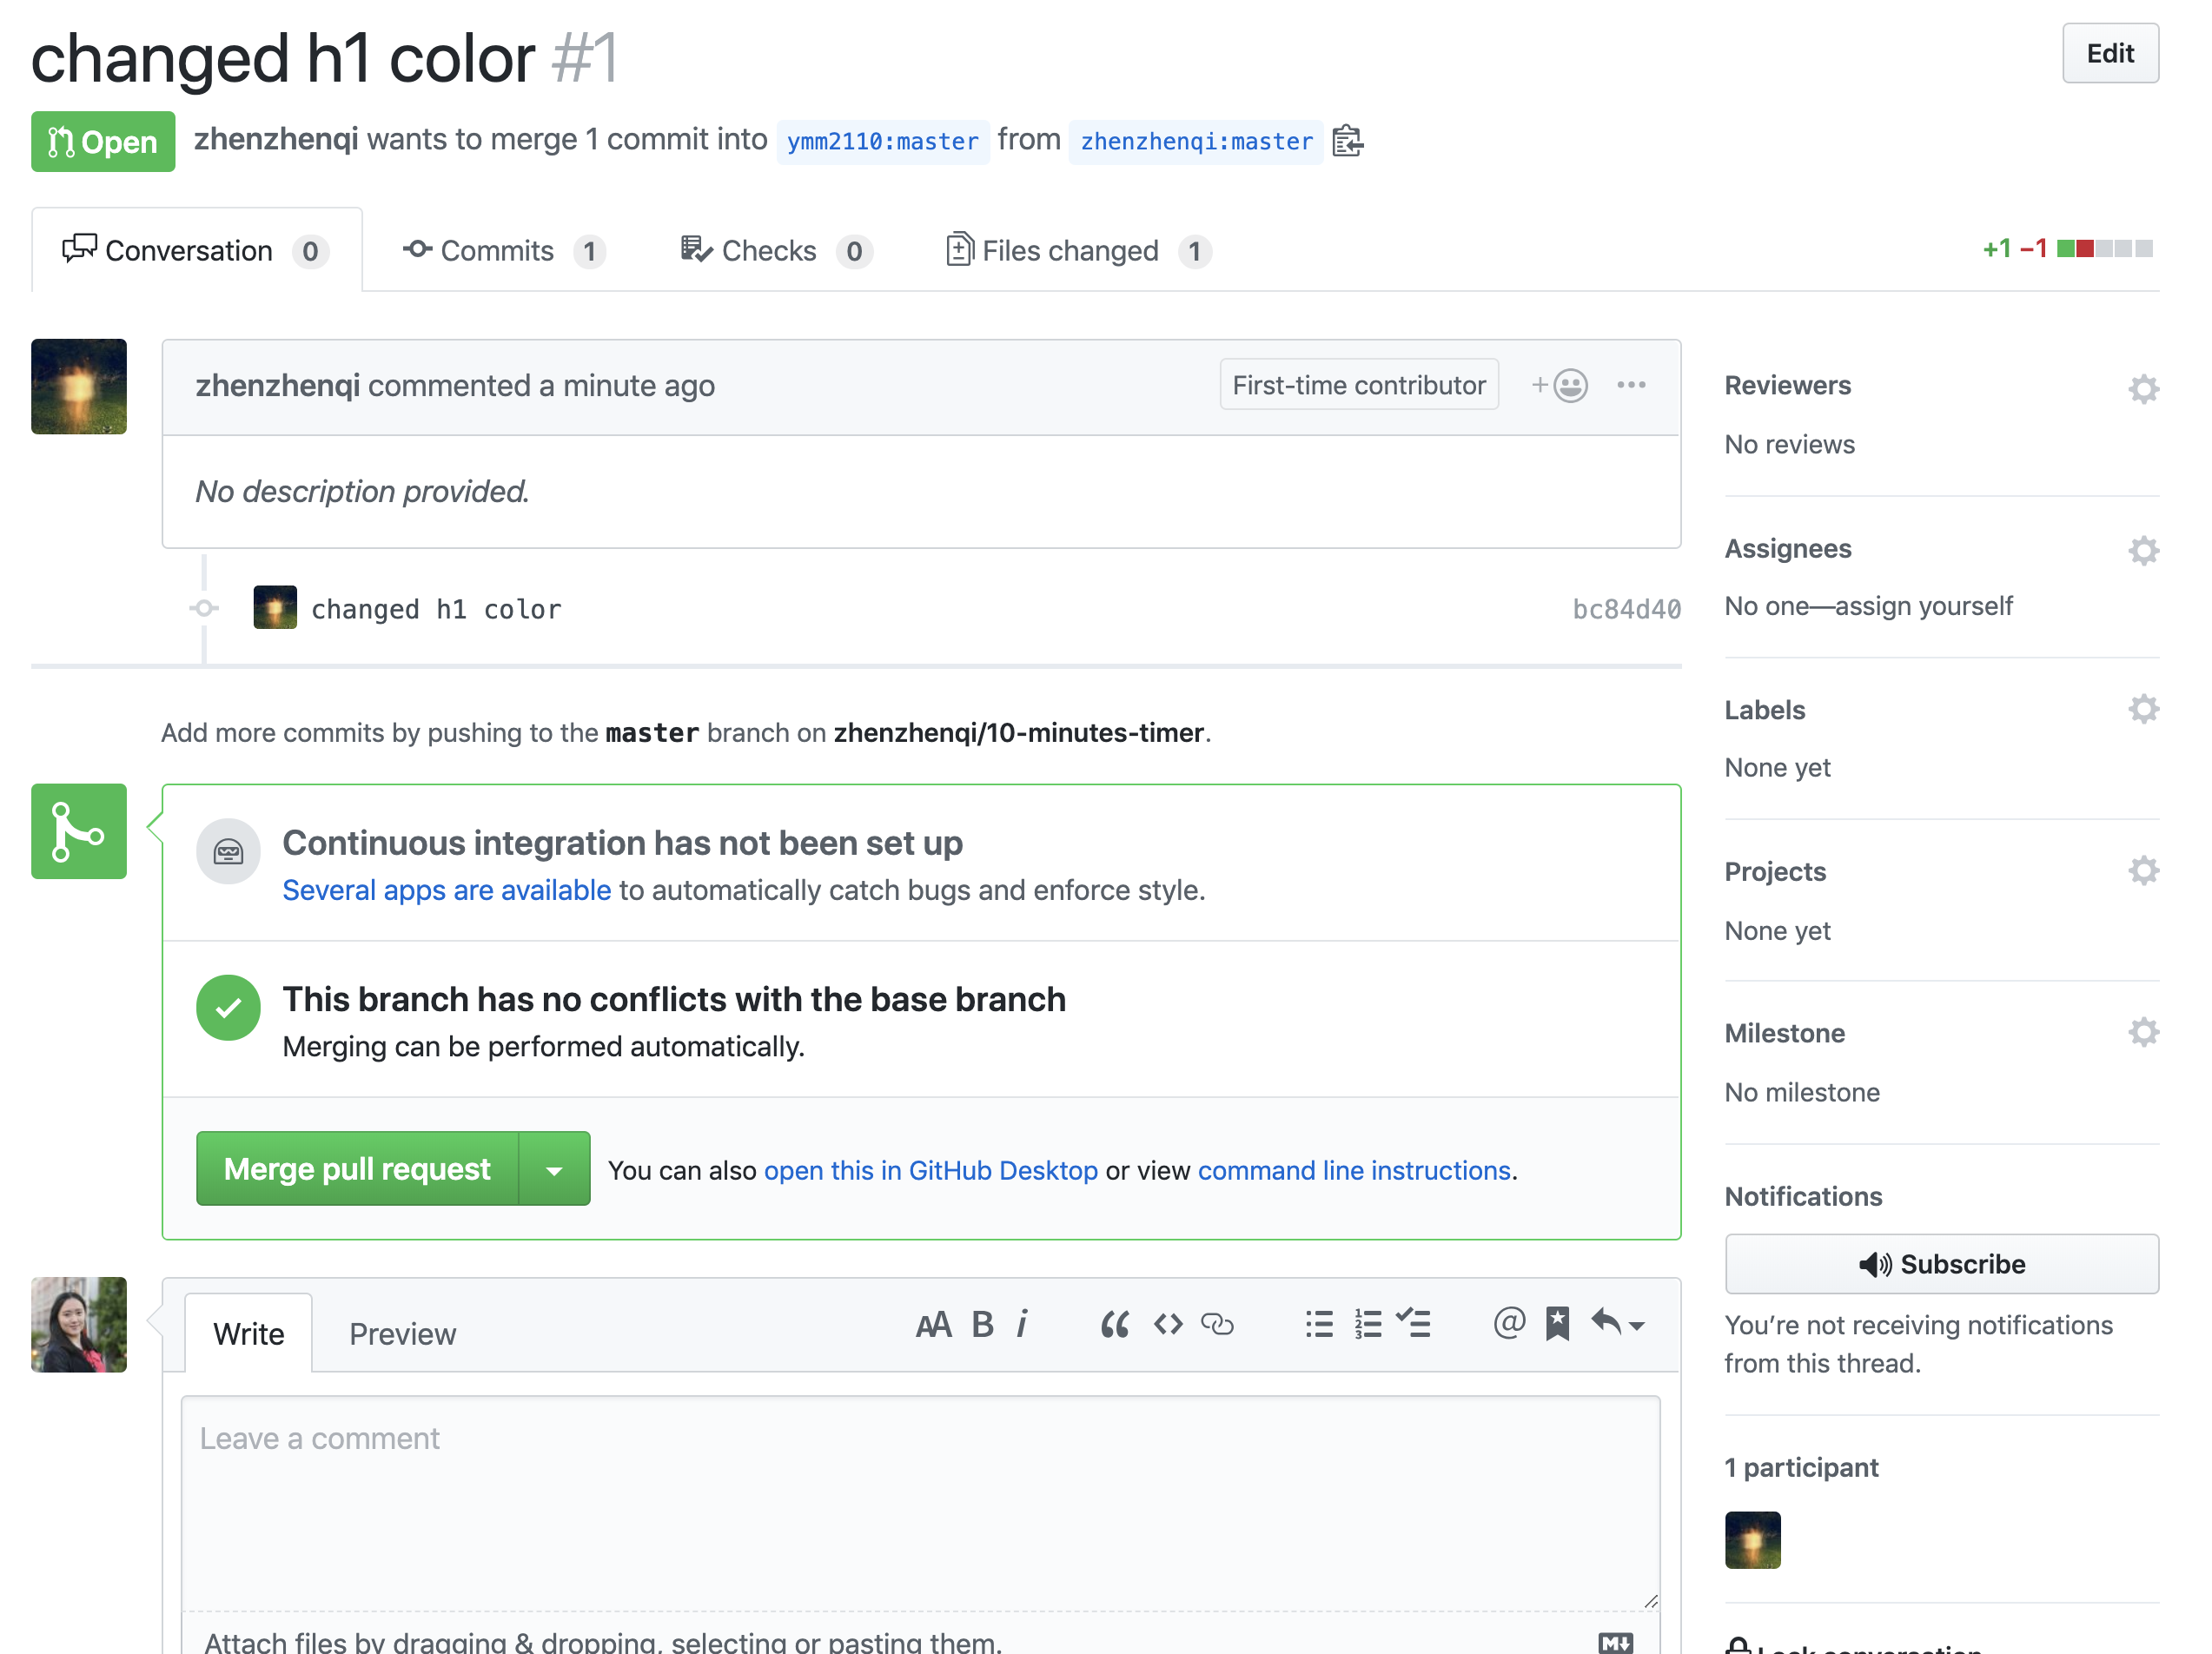 changed h1 color #1
Edit
Open
zhenzhenqi wants to merge 1 commit into ymm2110:master from zhenzhenqi:master
Conversation 0
Commits 1
Checks 0
Files changed 1
+1 −1
zhenzhenqi commented a minute ago
First-time contributor
No description provided.
changed h1 color
bc84d40
Add more commits by pushing to the master branch on zhenzhenqi/10-minutes-timer.
Continuous integration has not been set up
Several apps are available to automatically catch bugs and enforce style.
This branch has no conflicts with the base branch
Merging can be performed automatically.
Merge pull request
You can also open this in GitHub Desktop or view command line instructions.
Write
Preview
Leave a comment
Attach files by dragging & dropping, selecting or pasting them.
Reviewers
No reviews
Assignees
No one—assign yourself
Labels
None yet
Projects
None yet
Milestone
No milestone
Notifications
Subscribe
You’re not receiving notifications
from this thread.
1 participant
Lock conversation